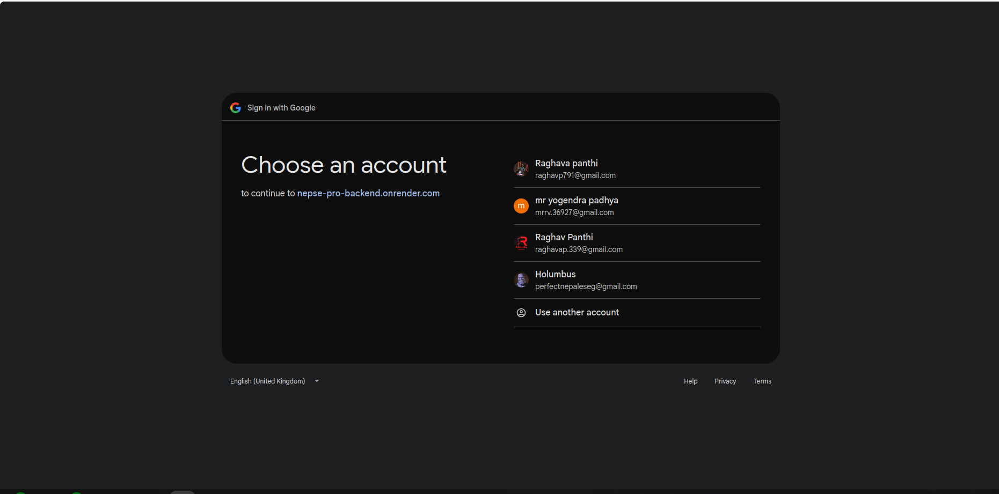 Sign in with Google
Choose an account
to continue to nepse-pro-backend.onrender.com
Raghava panthi
raghavp791@gmail.com
m
mr yogendra padhya
mrrv.36927@gmail.com
Raghav Panthi
raghavap.339@gmail.com
Holumbus
perfectnepaleseg@gmail.com
Use another account
English (United Kingdom)
Help
Privacy
Terms